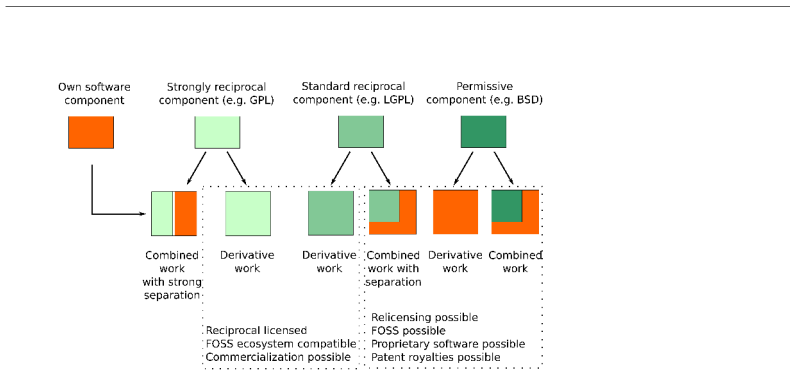 Own software
component
Strongly reciprocal
component (e.g. GPL)
Standard reciprocal
component (e.g. LGPL)
Permissive
component (e.g. BSD)
Combined
work
with strong
separation
Derivative
work
Derivative
work
Combined
work with
separation
Derivative
work
Combined
work
Reciprocal licensed
FOSS ecosystem compatible
Commercialization possible
Relicensing possible
FOSS possible
Proprietary software possible
Patent royalties possible